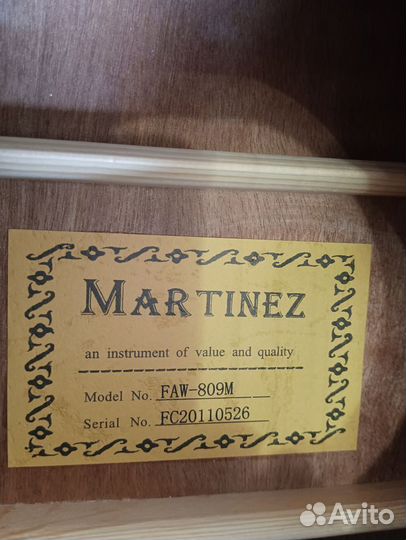 MARTINEZ
an instrument of value and quality
Model No. FAW-809M
Serial No. FC20110526
Avito